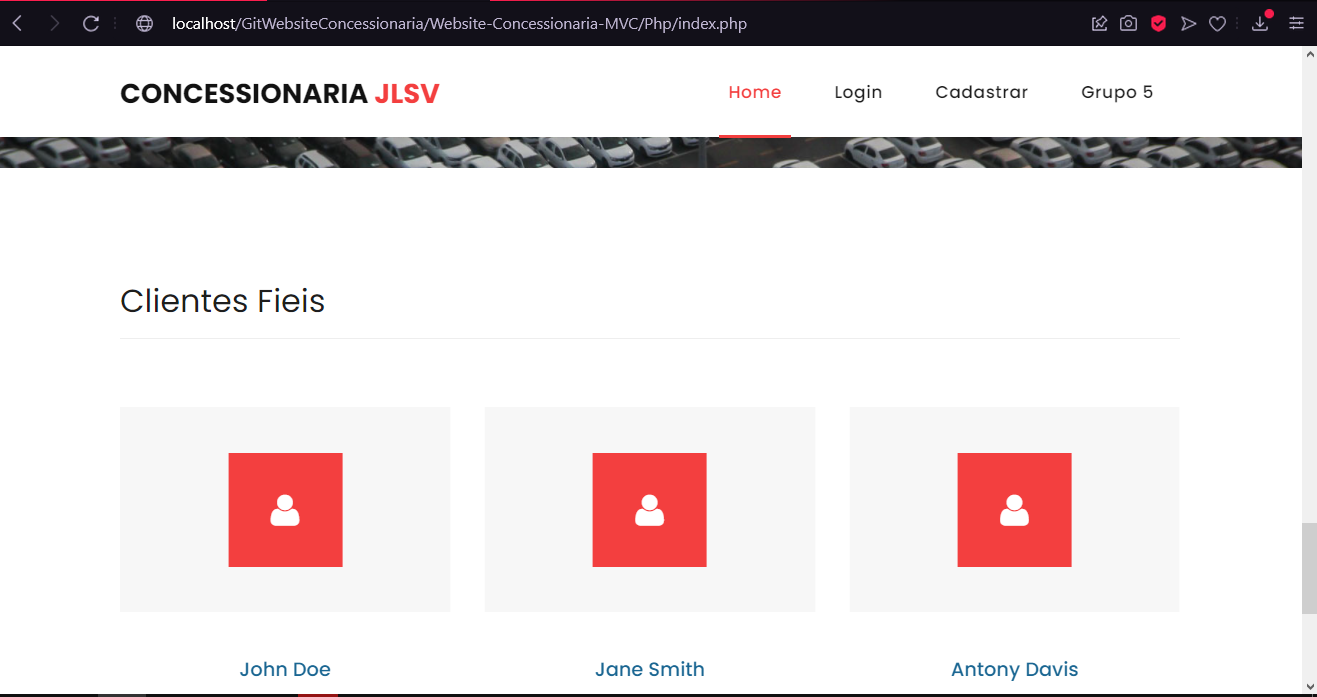 localhost/GitWebsiteConcessionaria/Website-Concessionaria-MVC/Php/index.php
CONCESSIONARIA JLSV
Home
Login
Cadastrar
Grupo 5
Clientes Fieis
John Doe
Jane Smith
Antony Davis